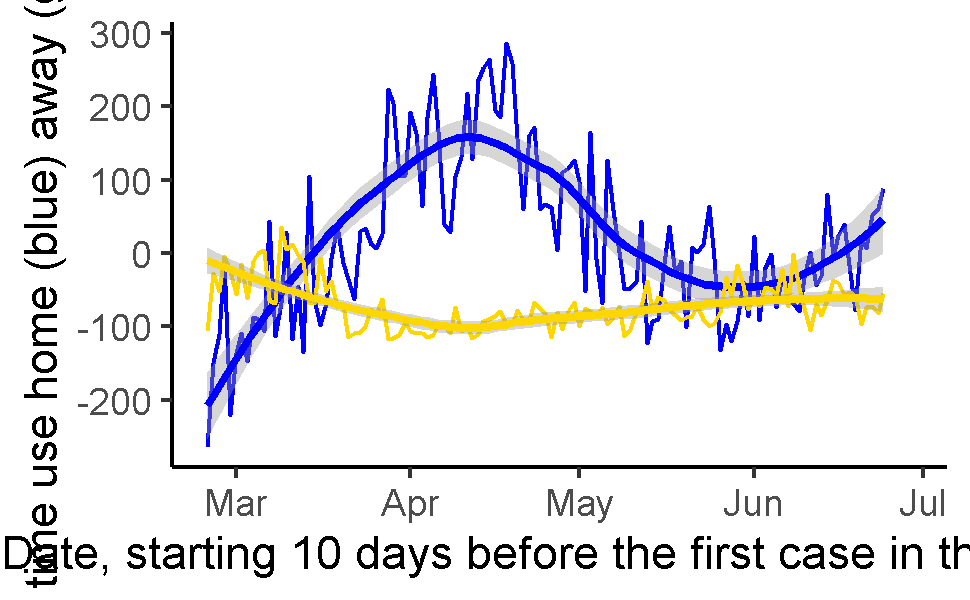 time use home (blue) away (
300
200
100
0
-100
-200
Mar Apr May Jun Jul
Date, starting 10 days before the first case in th